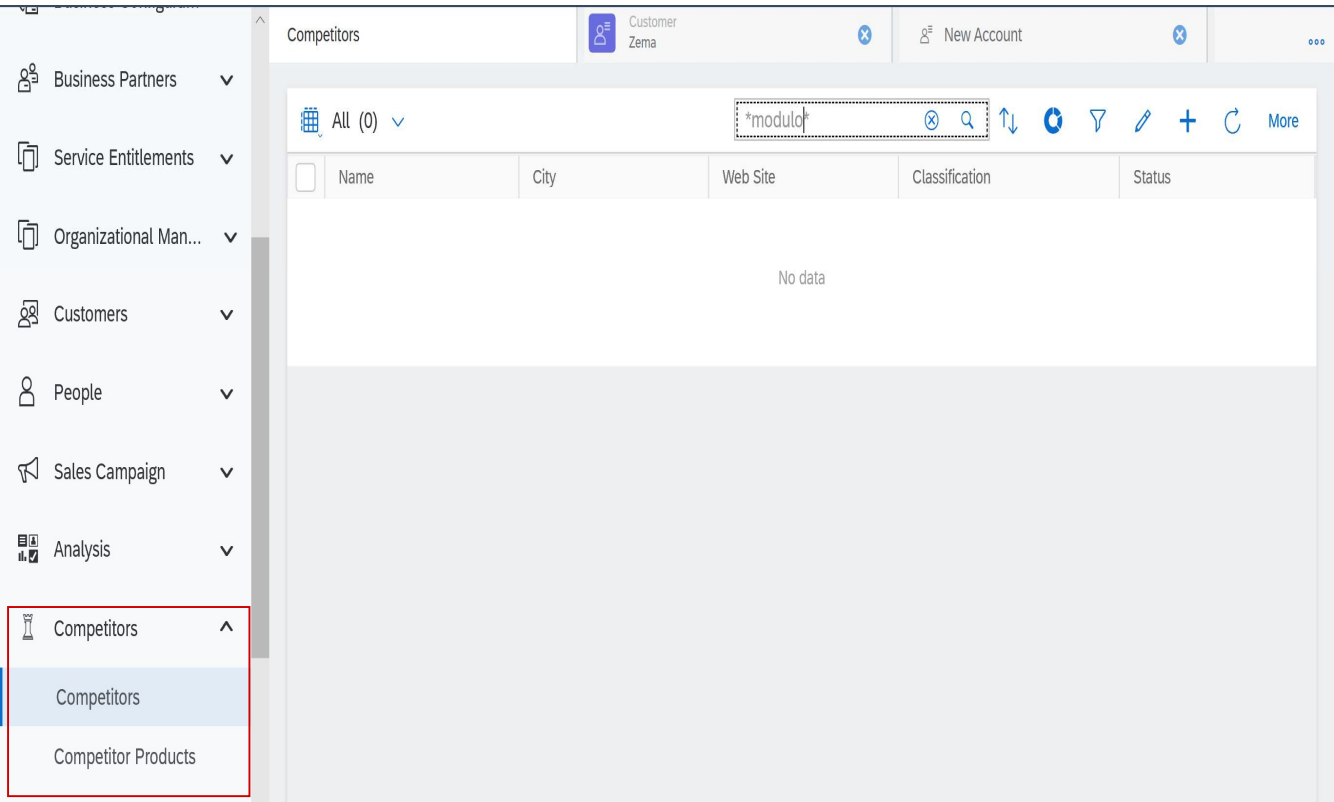 Business Partners
Service Entitlements
Organizational Man...
Customers
People
Sales Campaign
Analysis
Competitors
Competitors
Competitor Products
Competitors
Customer
Zema
New Account
All (0)
*modulo*
More
Name City Web Site Classification Status
No data